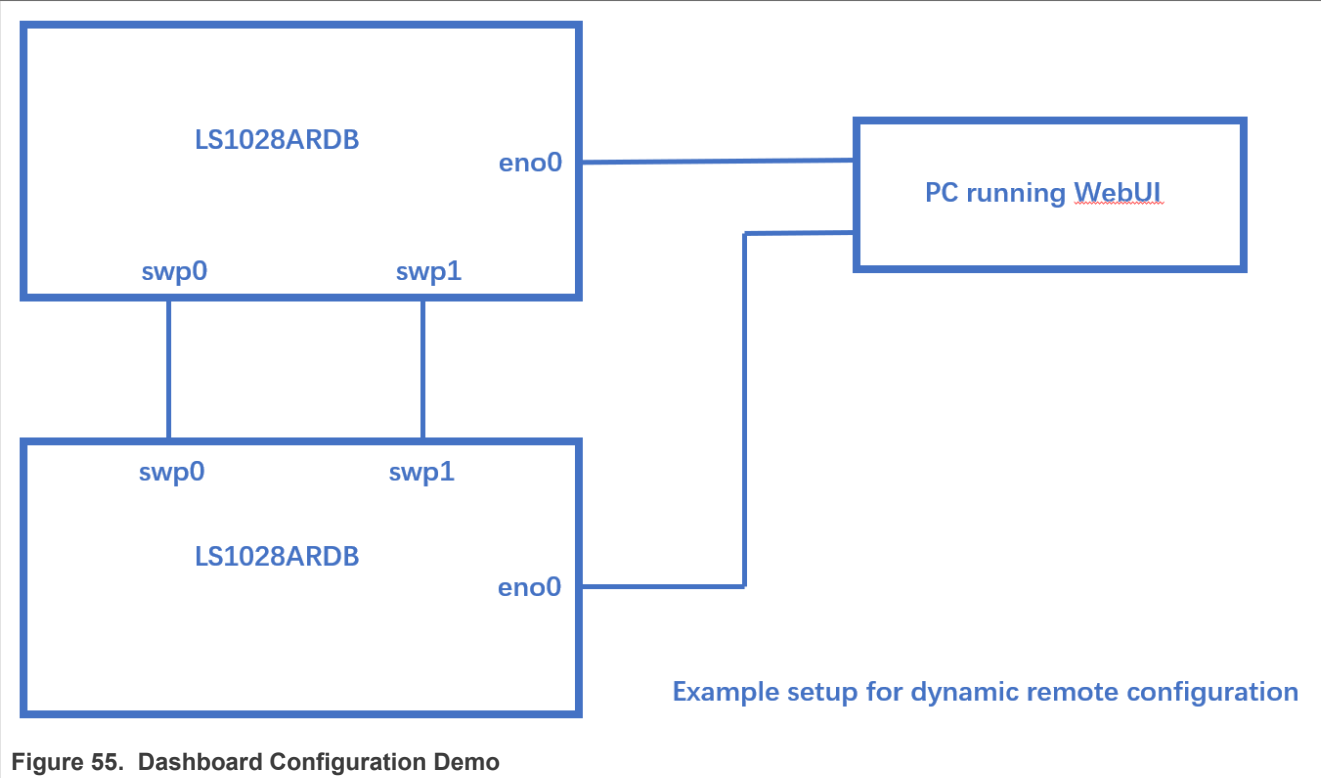 LS1028ARDB
eno0
PC running WebUI
swp0 swp1
swp0 swp1
LS1028ARDB
eno0
Example setup for dynamic remote configuration
Figure 55. Dashboard Configuration Demo